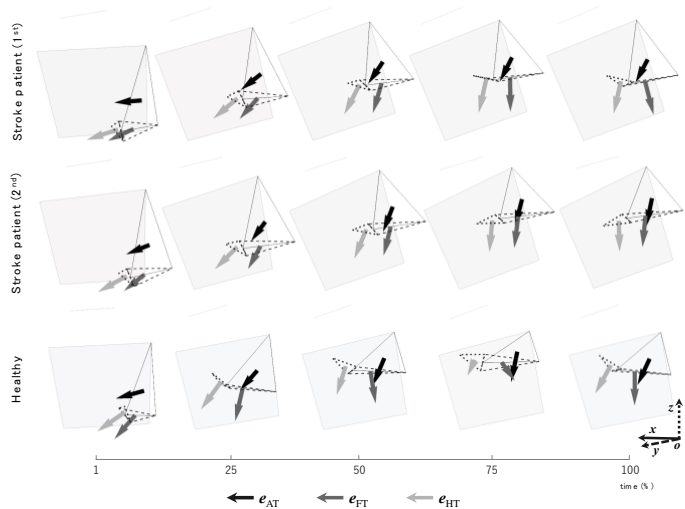 Stroke patient (1st)
Stroke patient (2nd)
Healthy
z
x
y
o
1 25 50 75 100
time (%)
eAT eFT eHT